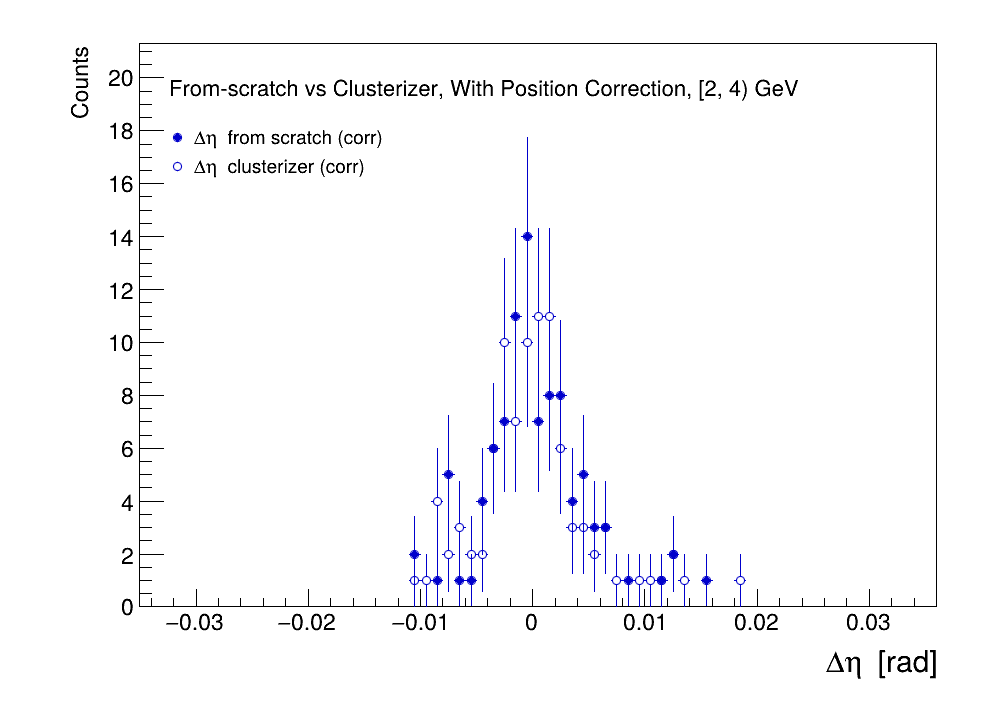 Counts
20
18
16
14
12
10
8
6
4
2
0
From-scratch vs Clusterizer, With Position Correction, [2, 4) GeV
Δη from scratch (corr)
Δη clusterizer (corr)
−0.03 −0.02 −0.01 0 0.01 0.02 0.03
Δη [rad]